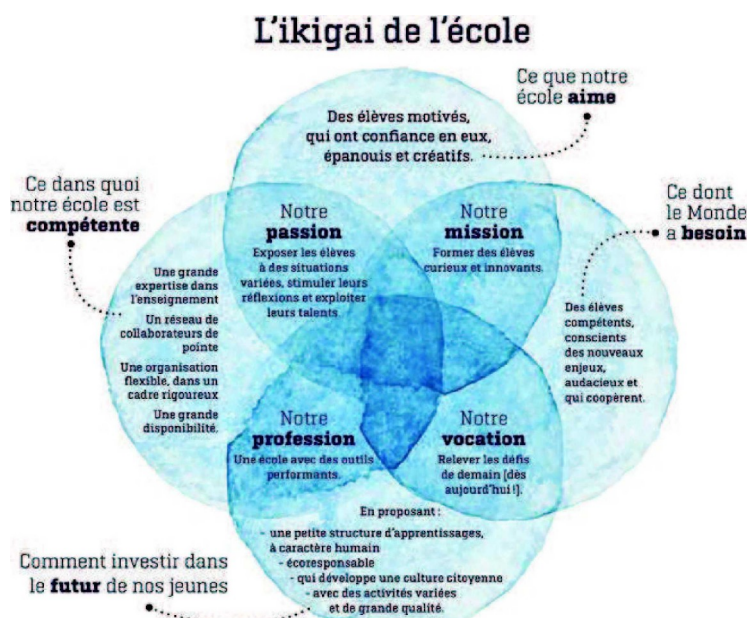 L'ikigai de l'école
Ce que notre
école aime
Des élèves motivés,
qui ont confiance en eux,
épanouis et créatifs.
Ce dans quoi
notre école est
compétente
Ce dont
le Monde
a besoin
Notre
passion
Exposer les élèves
à des situations
variées, stimuler leurs
réflexions et exploiter
leurs talents.
Notre
mission
Former des élèves
curieux et innovants.
Une grande
expertise dans
l'enseignement
Un réseau de
collaborateurs de
pointe
Une organisation
flexible, dans un
cadre rigoureux
Une grande
disponibilité.
Des élèves
compétents,
conscients
des nouveaux
enjeux,
audacieux et
qui coopèrent.
Notre
profession
Une école avec des outils
performants.
Notre
vocation
Relever les défis
de demain [dès
aujourd'hui!].
En proposant :
- une petite structure d'apprentissages,
à caractère humain
- écoresponsable
- qui développe une culture citoyenne
- avec des activités variées
et de grande qualité.
Comment investir dans
le futur de nos jeunes